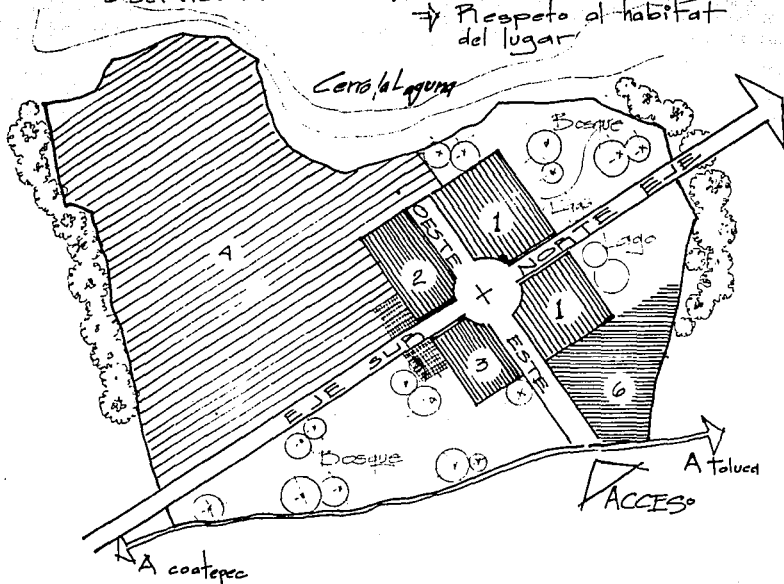 ⇒ Respeto al habitat
del lugar
Cerro la Laguna
Bosque
EJE SUR
NORTE EJE
OESTE
ESTE
Lago
1
4
2
X
1
3
6
Bosque
A Toluca
ACCESO
A coatepec